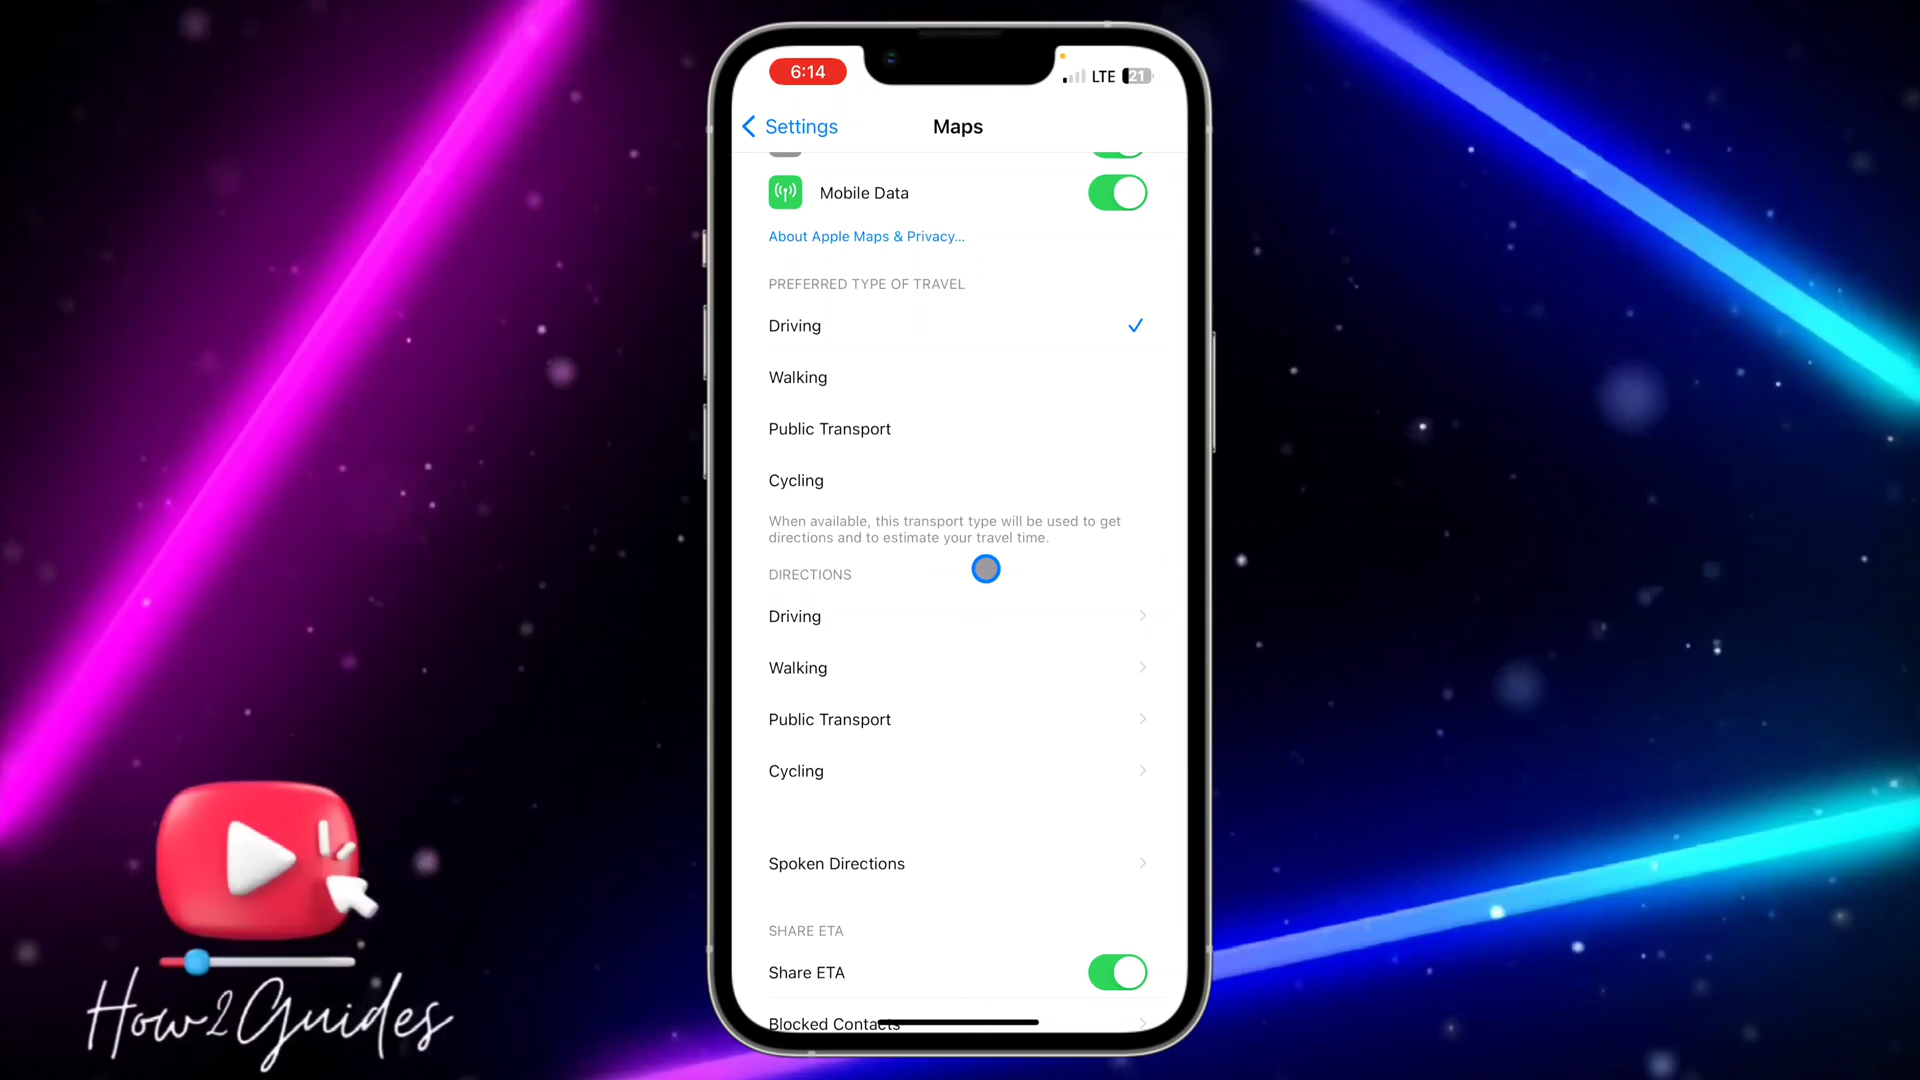 6:14
LTE 21
Settings
Maps
Mobile Data
About Apple Maps & Privacy...
PREFERRED TYPE OF TRAVEL
Driving
Walking
Public Transport
Cycling
When available, this transport type will be used to get
directions and to estimate your travel time.
DIRECTIONS
Driving
Walking
Public Transport
Cycling
Spoken Directions
SHARE ETA
Share ETA
Blocked Contacts
How2Guides